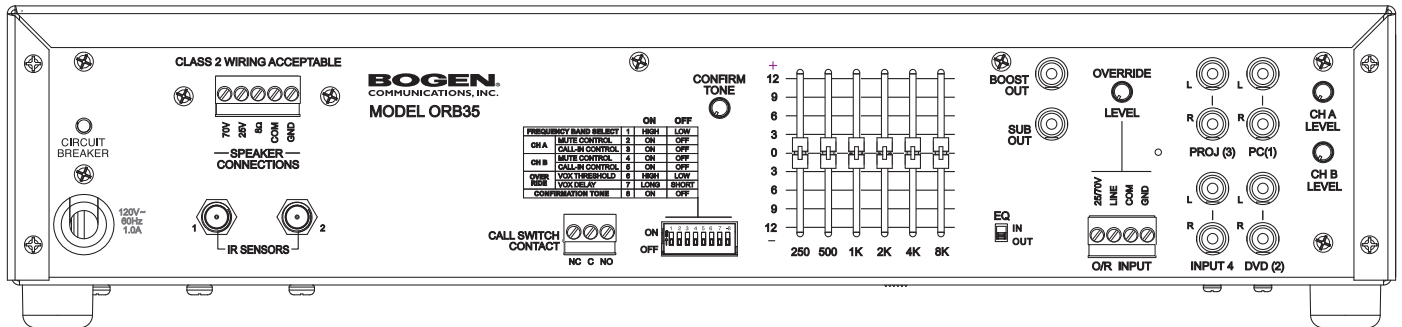 CLASS 2 WIRING ACCEPTABLE
70V
25V
8Ω
COM
GND
SPEAKER
CONNECTIONS
CIRCUIT
BREAKER
120V~
60Hz
1.0A
1
2
IR SENSORS
BOGEN®
COMMUNICATIONS, INC.
MODEL ORB35
ON OFF
FREQUENCY BAND SELECT 1 HIGH LOW
CH A MUTE CONTROL 2 ON OFF
CALL-IN CONTROL 3 ON OFF
CH B MUTE CONTROL 4 ON OFF
CALL-IN CONTROL 5 ON OFF
OVER RIDE VOX THRESHOLD 6 HIGH LOW
VOX DELAY 7 LONG SHORT
CONFIRMATION TONE 8 ON OFF
CALL SWITCH
CONTACT
NC C NO
ON
OFF
1 2 3 4 5 6 7 8
CONFIRM
TONE
+
12
9
6
3
0
3
6
9
12
–
250 500 1K 2K 4K 8K
BOOST
OUT
SUB
OUT
EQ
IN
OUT
OVERRIDE
LEVEL
25/70V
LINE
COM
GND
O/R INPUT
L L
R R
PROJ (3) PC(1)
L L
R R
INPUT 4 DVD (2)
CH A
LEVEL
CH B
LEVEL